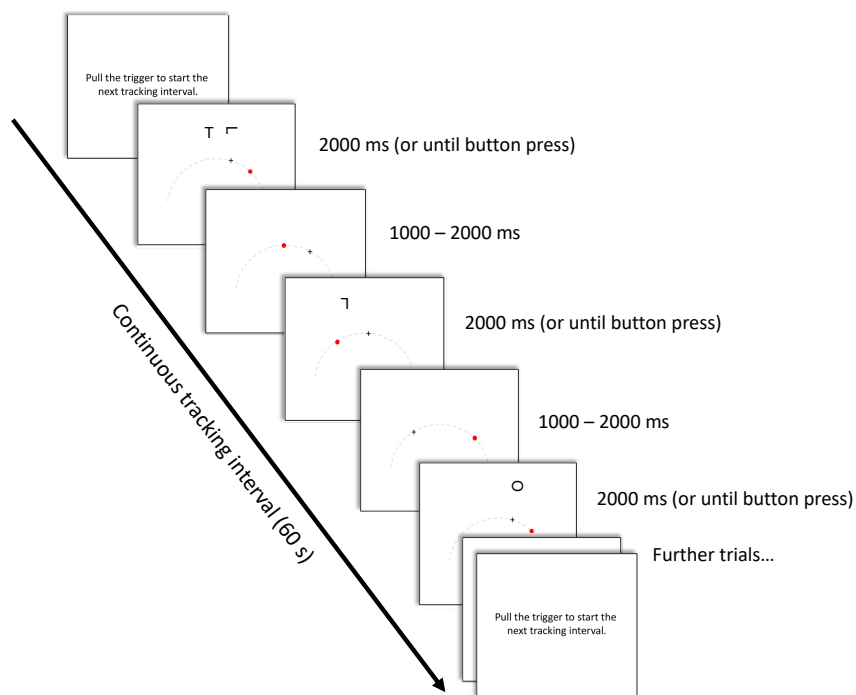 Pull the trigger to start the
next tracking interval.
T
2000 ms (or until button press)
1000 – 2000 ms
2000 ms (or until button press)
1000 – 2000 ms
O
2000 ms (or until button press)
Further trials...
Pull the trigger to start the
next tracking interval.
Continuous tracking interval (60 s)